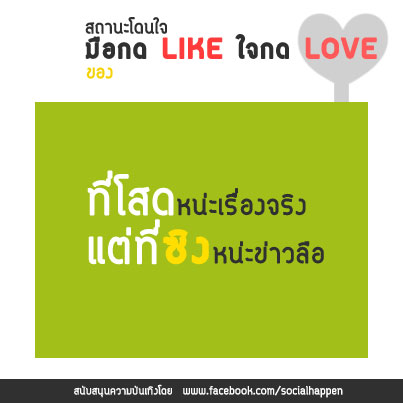 สถานะโดนใจ
มือกด LIKE ใจกด LOVE
ของ
ที่โสดหน่ะเรื่องจริง
แต่ที่ซิงหน่ะข่าวลือ
สนับสนุนความบันเทิงโดย www.facebook.com/socialhappen